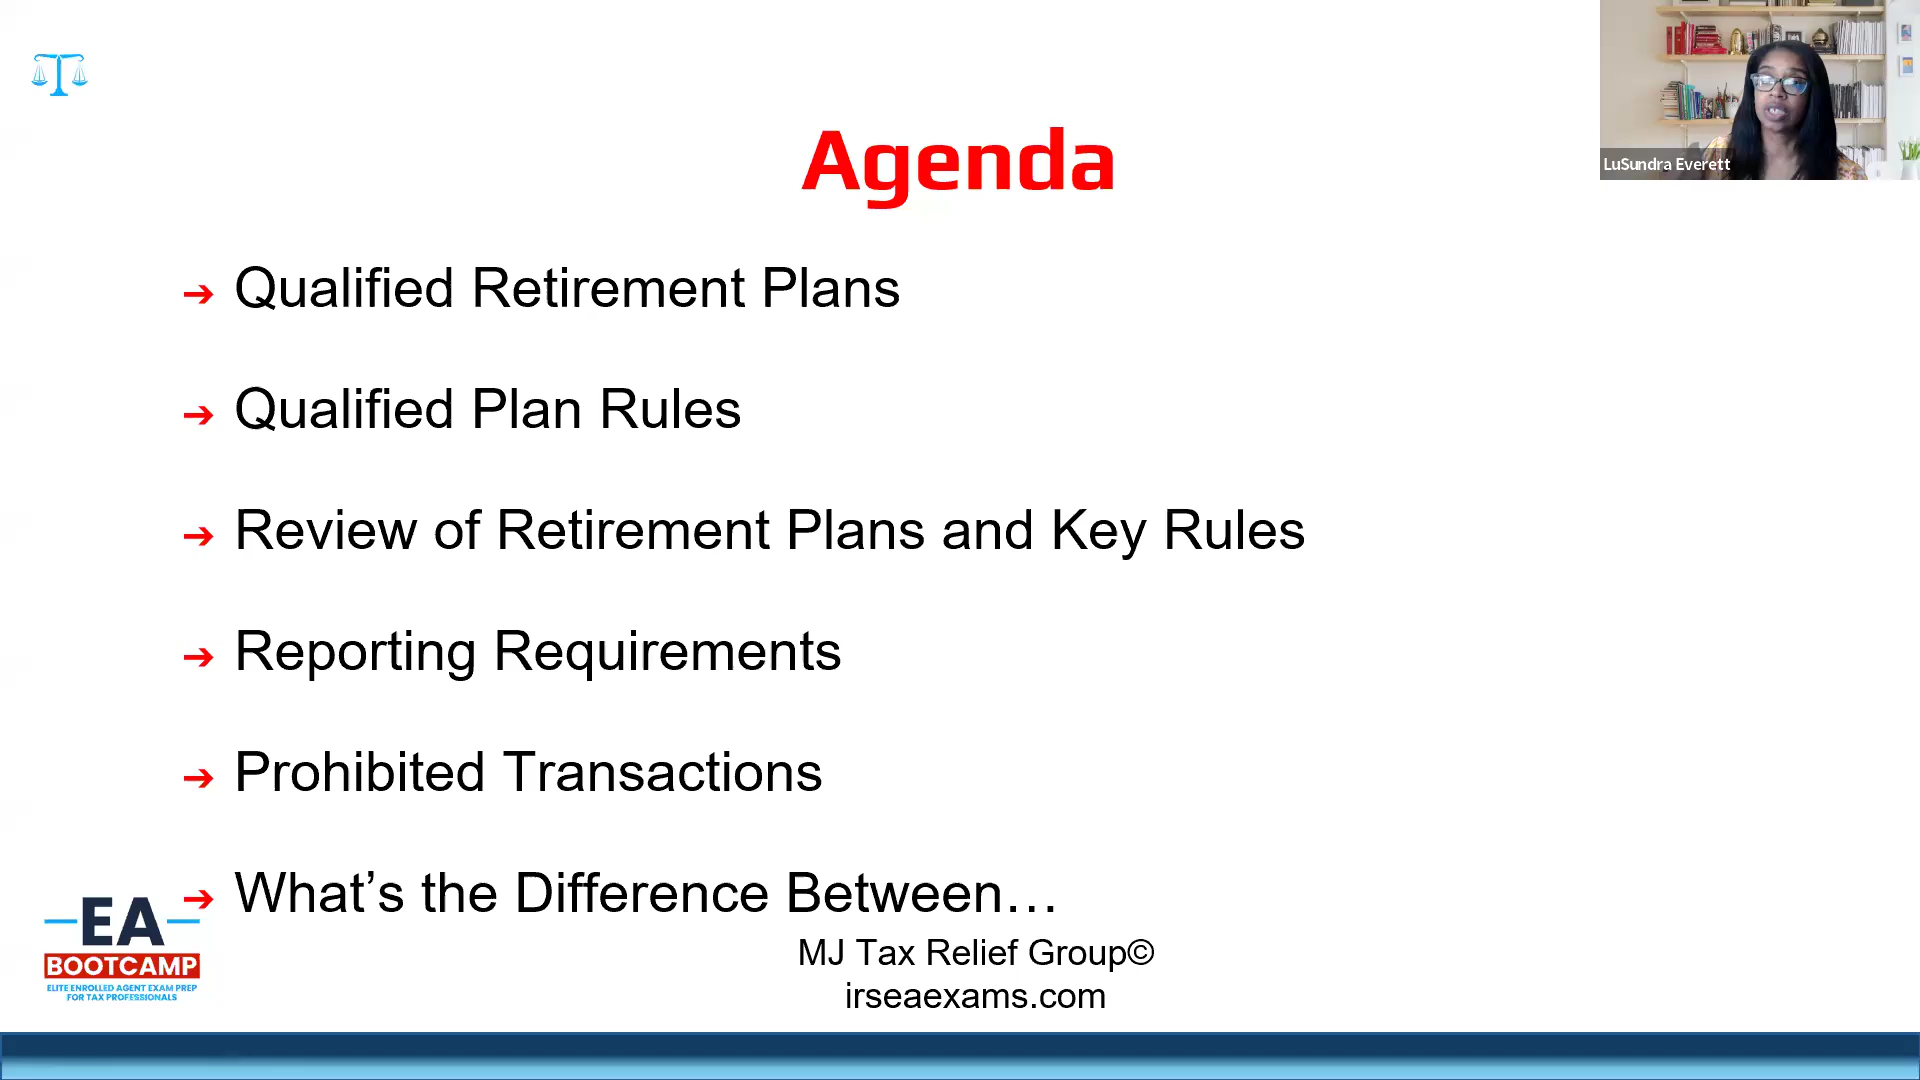 Agenda
LuSundra Everett
➔ Qualified Retirement Plans
➔ Qualified Plan Rules
➔ Review of Retirement Plans and Key Rules
➔ Reporting Requirements
➔ Prohibited Transactions
➔ What’s the Difference Between…
EA
BOOTCAMP
ELITE ENROLLED AGENT EXAM PREP
FOR TAX PROFESSIONALS
MJ Tax Relief Group©
irseaexams.com